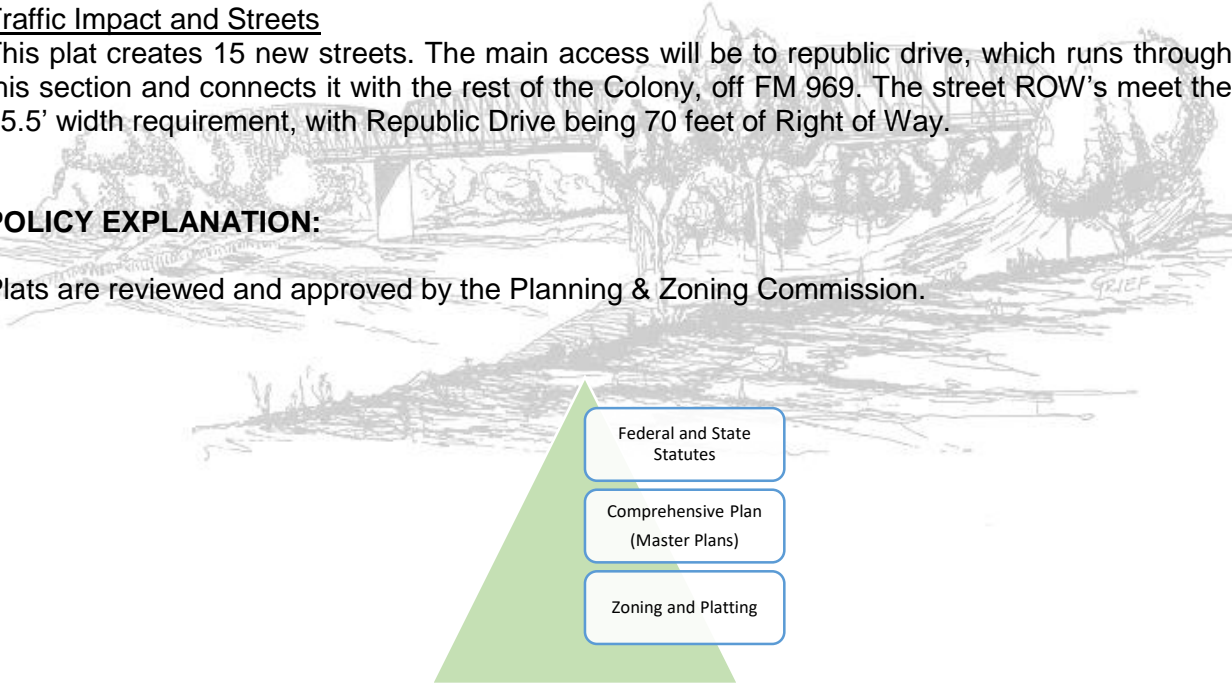 Traffic Impact and Streets
This plat creates 15 new streets. The main access will be to republic drive, which runs through
this section and connects it with the rest of the Colony, off FM 969. The street ROW's meet the
5.5' width requirement, with Republic Drive being 70 feet of Right of Way.
POLICY EXPLANATION:
Plats are reviewed and approved by the Planning & Zoning Commission.
GRIEF
Federal and State
Statutes
Comprehensive Plan
(Master Plans)
Zoning and Platting